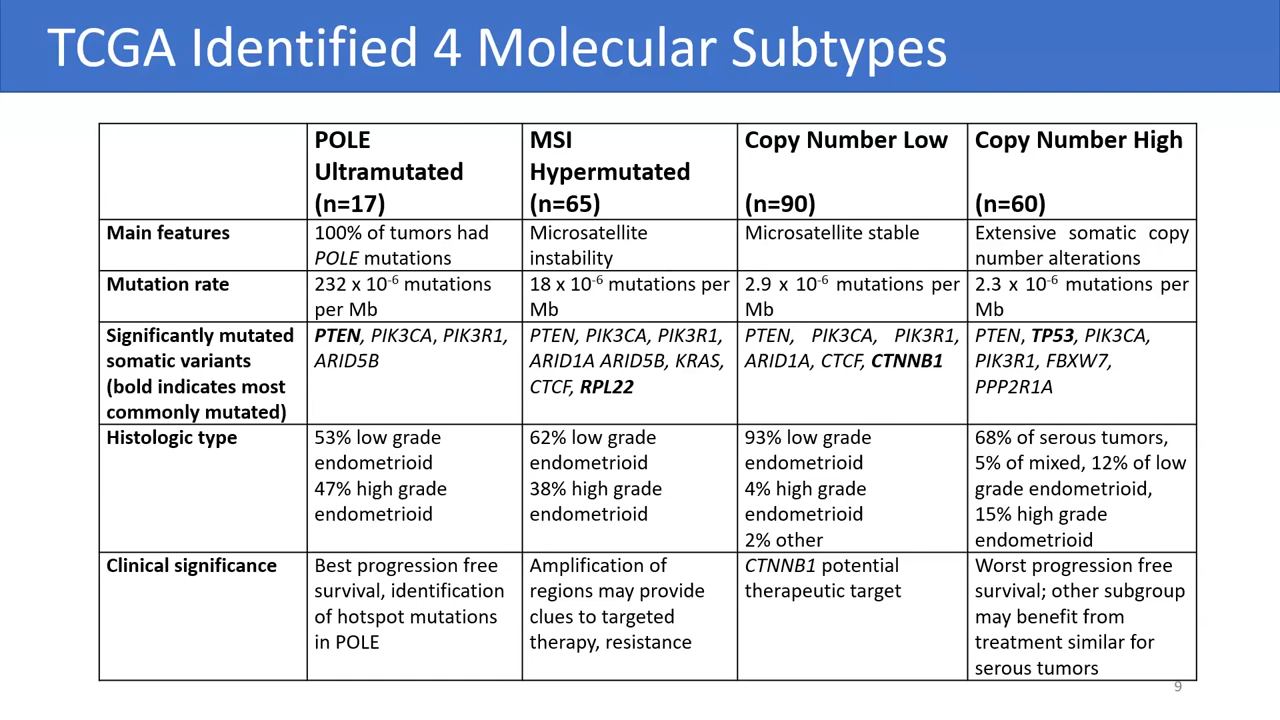 TCGA Identified 4 Molecular Subtypes
POLE
Ultramutated
(n=17)
MSI
Hypermutated
(n=65)
Copy Number Low
(n=90)
Copy Number High
(n=60)
Main features
100% of tumors had
POLE mutations
Microsatellite
instability
Microsatellite stable
Extensive somatic copy
number alterations
Mutation rate
232 x 10-6 mutations
per Mb
18 x 10-6 mutations per
Mb
2.9 x 10-6 mutations per
Mb
2.3 x 10-6 mutations per
Mb
Significantly mutated
somatic variants
(bold indicates most
commonly mutated)
PTEN, PIK3CA, PIK3R1,
ARID5B
PTEN, PIK3CA, PIK3R1,
ARID1A ARID5B, KRAS,
CTCF, RPL22
PTEN, PIK3CA, PIK3R1,
ARID1A, CTCF, CTNNB1
PTEN, TP53, PIK3CA,
PIK3R1, FBXW7,
PPP2R1A
Histologic type
53% low grade
endometrioid
47% high grade
endometrioid
62% low grade
endometrioid
38% high grade
endometrioid
93% low grade
endometrioid
4% high grade
endometrioid
2% other
68% of serous tumors,
5% of mixed, 12% of low
grade endometrioid,
15% high grade
endometrioid
Clinical significance
Best progression free
survival, identification
of hotspot mutations
in POLE
Amplification of
regions may provide
clues to targeted
therapy, resistance
CTNNB1 potential
therapeutic target
Worst progression free
survival; other subgroup
may benefit from
treatment similar for
serous tumors
9